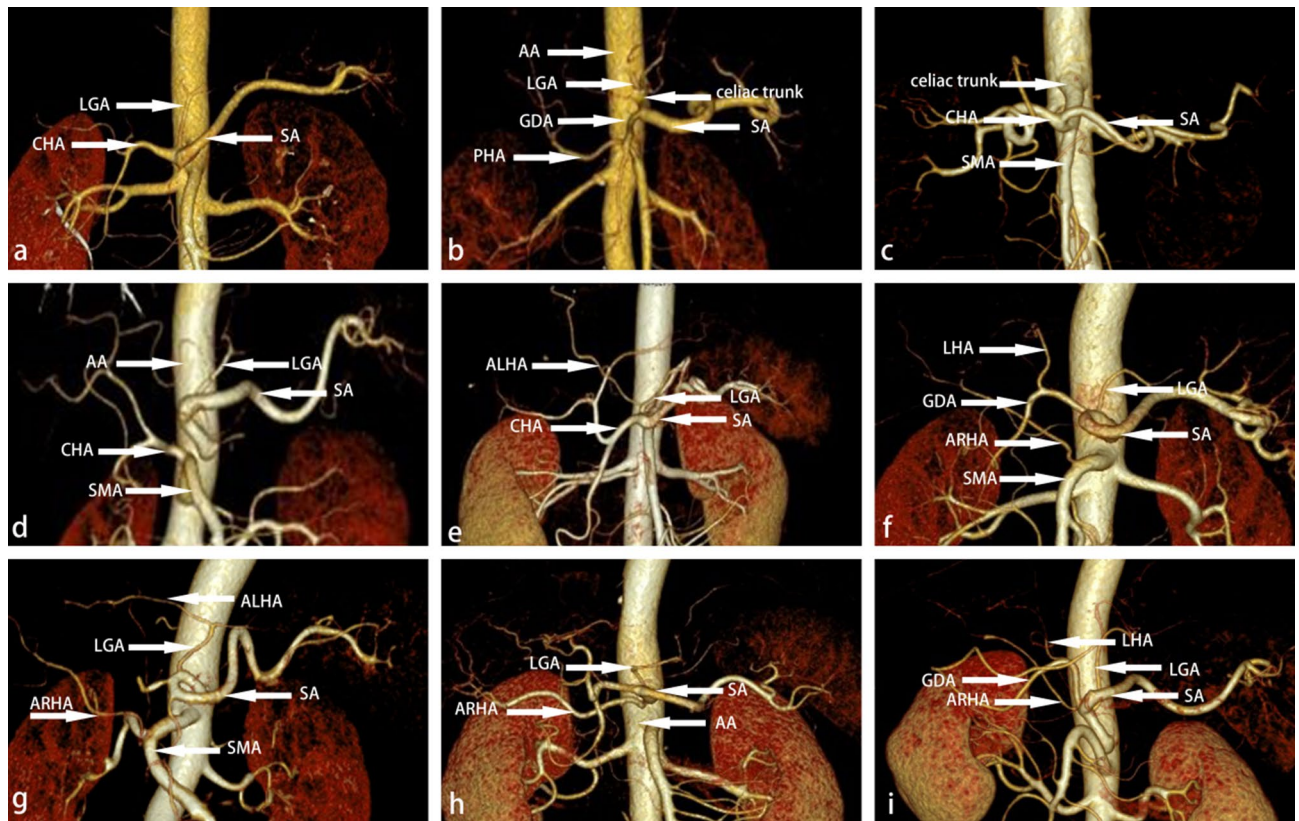 LGA
CHA
SA
a
AA
LGA
celiac trunk
GDA
SA
PHA
b
celiac trunk
CHA
SA
SMA
c
AA
LGA
SA
CHA
SMA
d
ALHA
LGA
CHA
SA
e
LHA
LGA
GDA
SA
ARHA
SMA
f
ALHA
LGA
SA
ARHA
SMA
g
LGA
SA
ARHA
AA
h
LHA
LGA
GDA
SA
ARHA
i